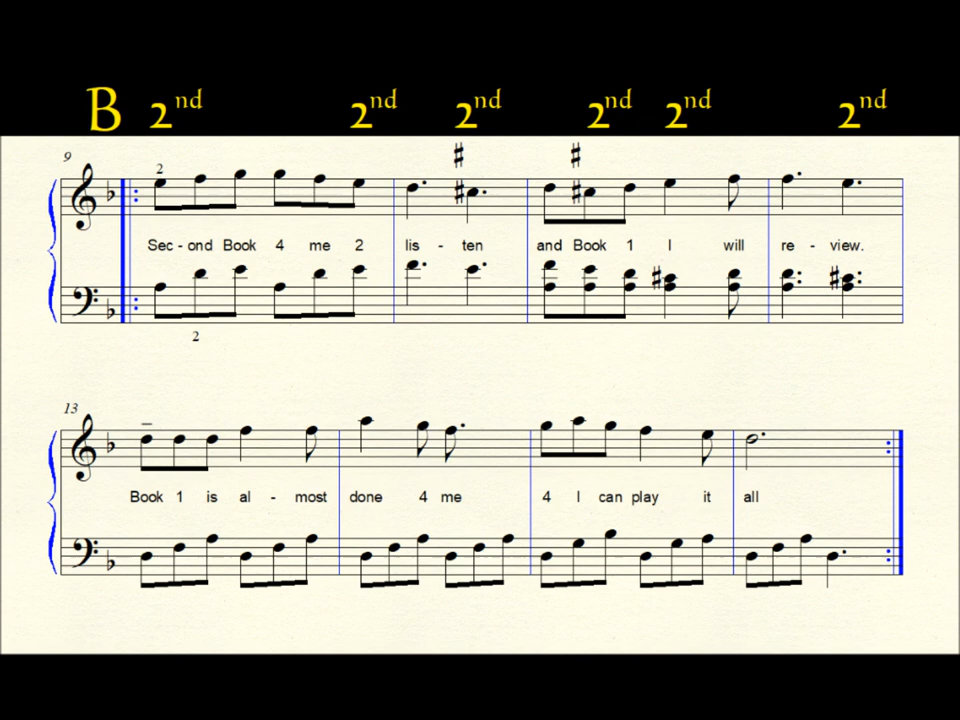 B 2nd 2nd 2nd 2nd 2nd 2nd
9
2
Sec - ond Book 4 me 2 lis - ten and Book 1 I will re - view.
2
13
Book 1 is al - most done 4 me 4 I can play it all